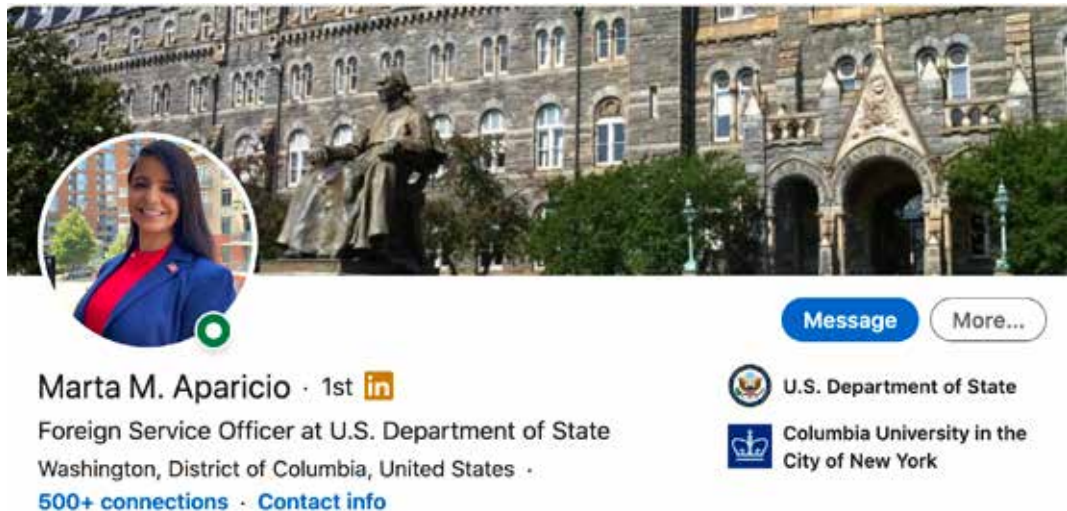 Message
More...
Marta M. Aparicio · 1st in
Foreign Service Officer at U.S. Department of State
Washington, District of Columbia, United States ·
500+ connections · Contact info
U.S. Department of State
Columbia University in the
City of New York